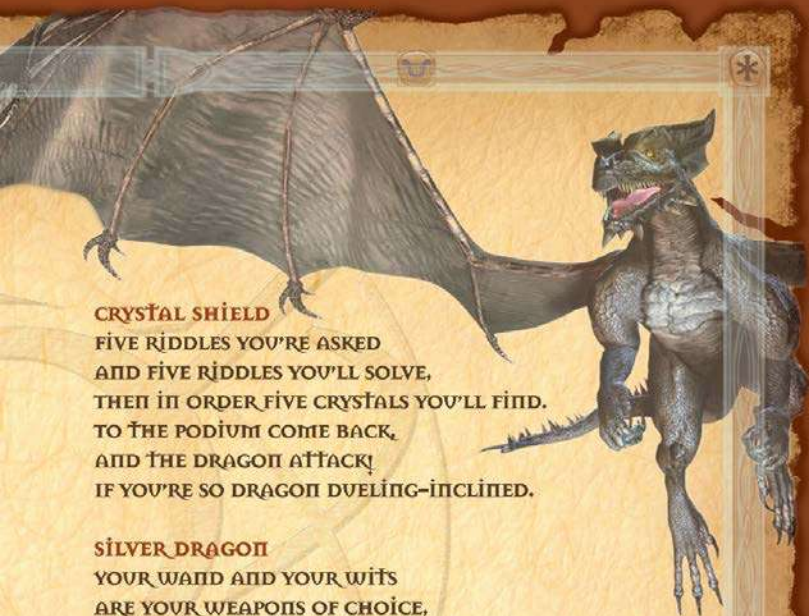 CRYSTAL SHIELD
FIVE RIDDLES YOU'RE ASKED
AND FIVE RIDDLES YOU'LL SOLVE,
THEN IN ORDER FIVE CRYSTALS YOU'LL FIND.
TO THE PODIUM COME BACK,
AND THE DRAGON ATTACK!
IF YOU'RE SO DRAGON DUELING-INCLINED.
SILVER DRAGON
YOUR WAND AND YOUR WITS
ARE YOUR WEAPONS OF CHOICE,